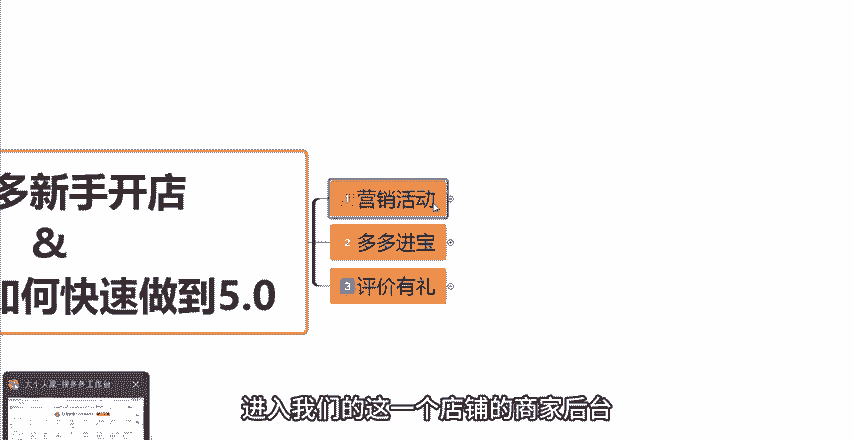 多新手开店
&
如何快速做到5.0
1 营销活动
2 多多进宝
3 评价有礼
进入我们的这一个店铺的商家后台